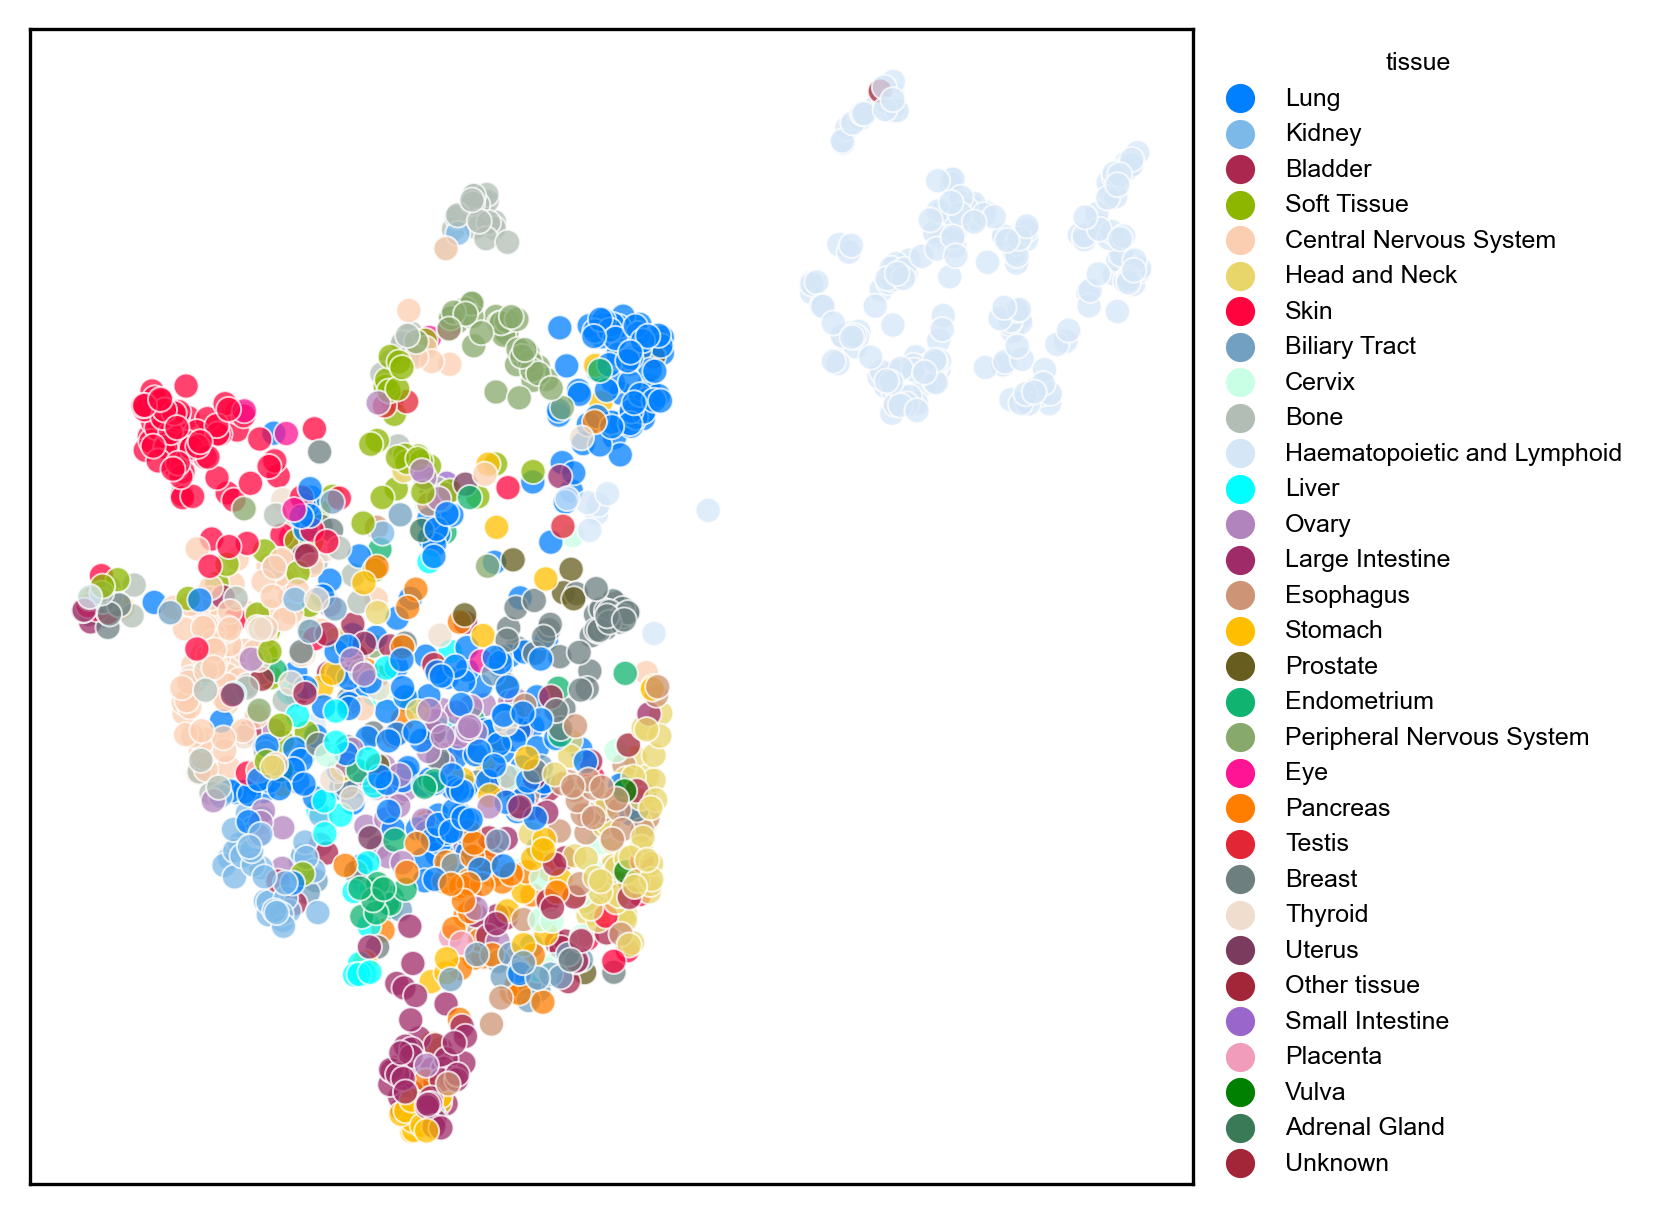 tissue
Lung
Kidney
Bladder
Soft Tissue
Central Nervous System
Head and Neck
Skin
Biliary Tract
Cervix
Bone
Haematopoietic and Lymphoid
Liver
Ovary
Large Intestine
Esophagus
Stomach
Prostate
Endometrium
Peripheral Nervous System
Eye
Pancreas
Testis
Breast
Thyroid
Uterus
Other tissue
Small Intestine
Placenta
Vulva
Adrenal Gland
Unknown